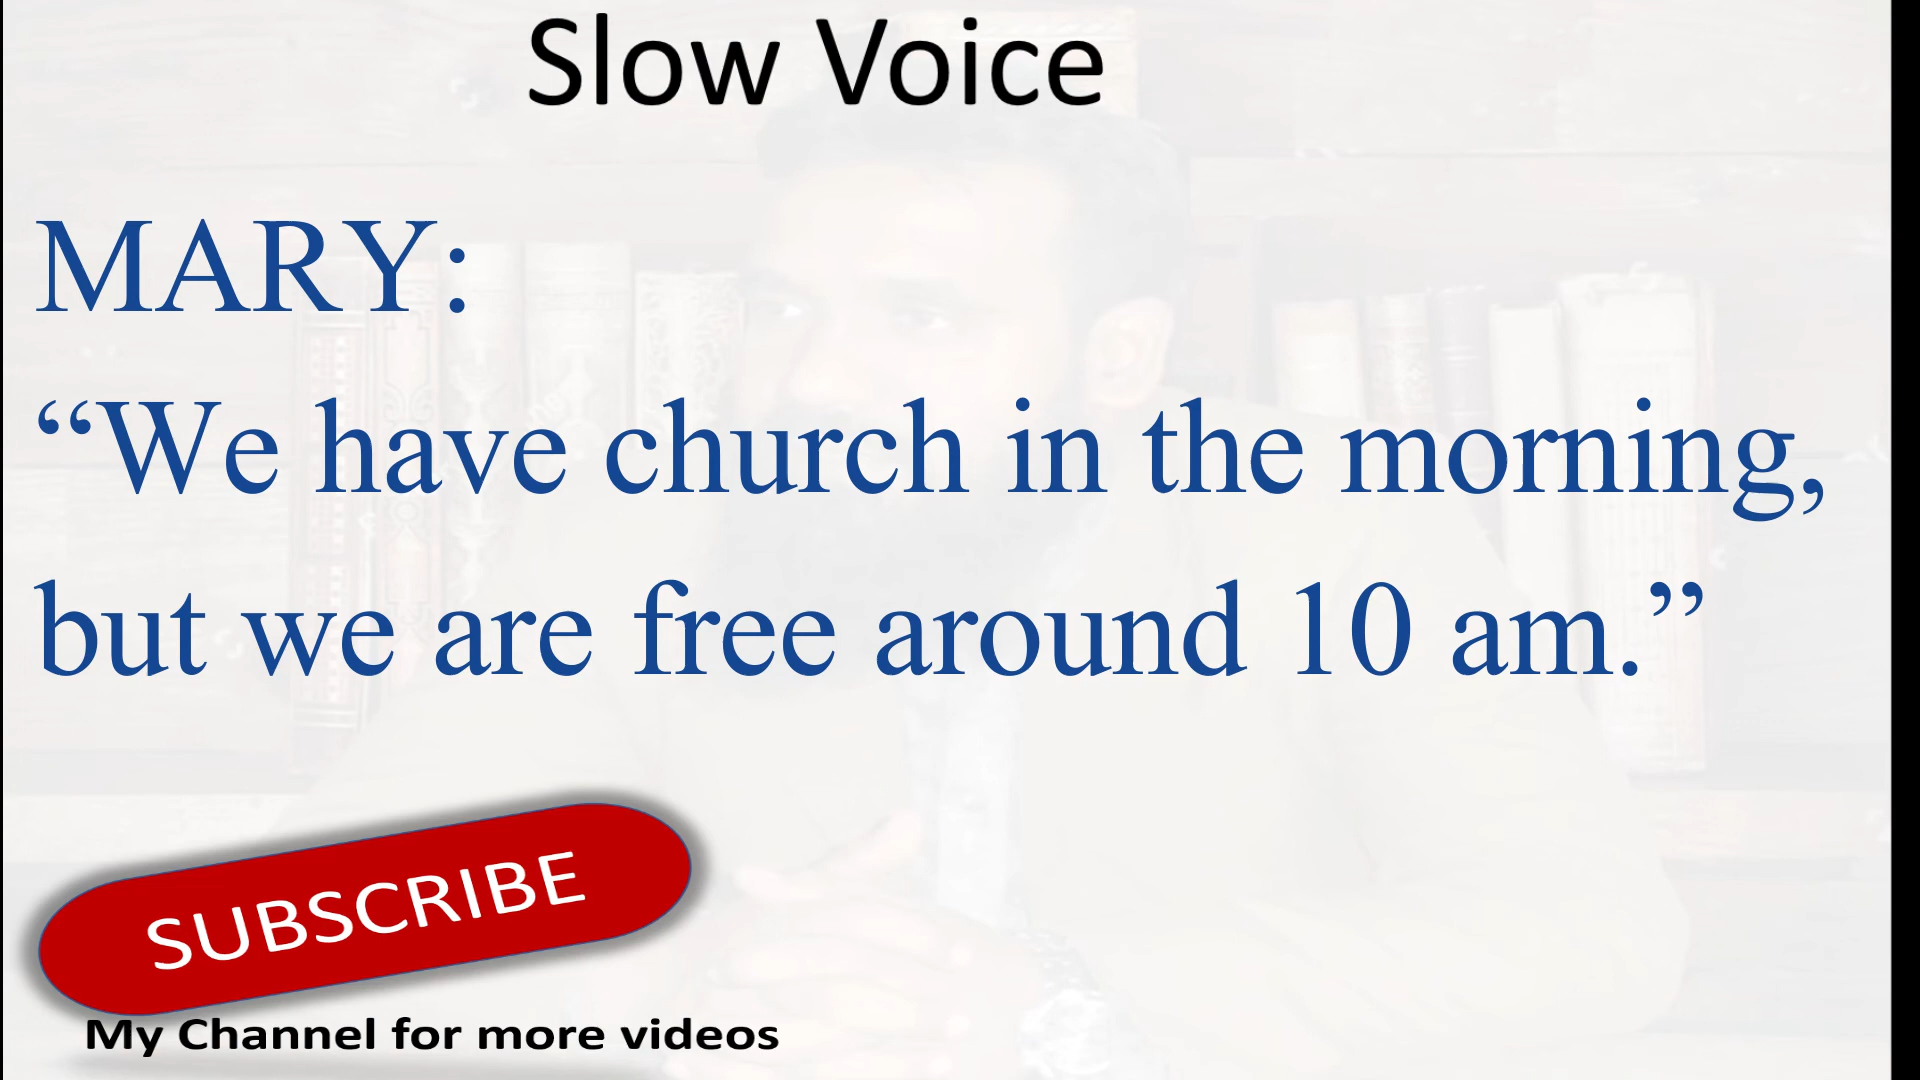 Slow Voice
MARY:
“We have church in the morning,
but we are free around 10 am.”
SUBSCRIBE
My Channel for more videos